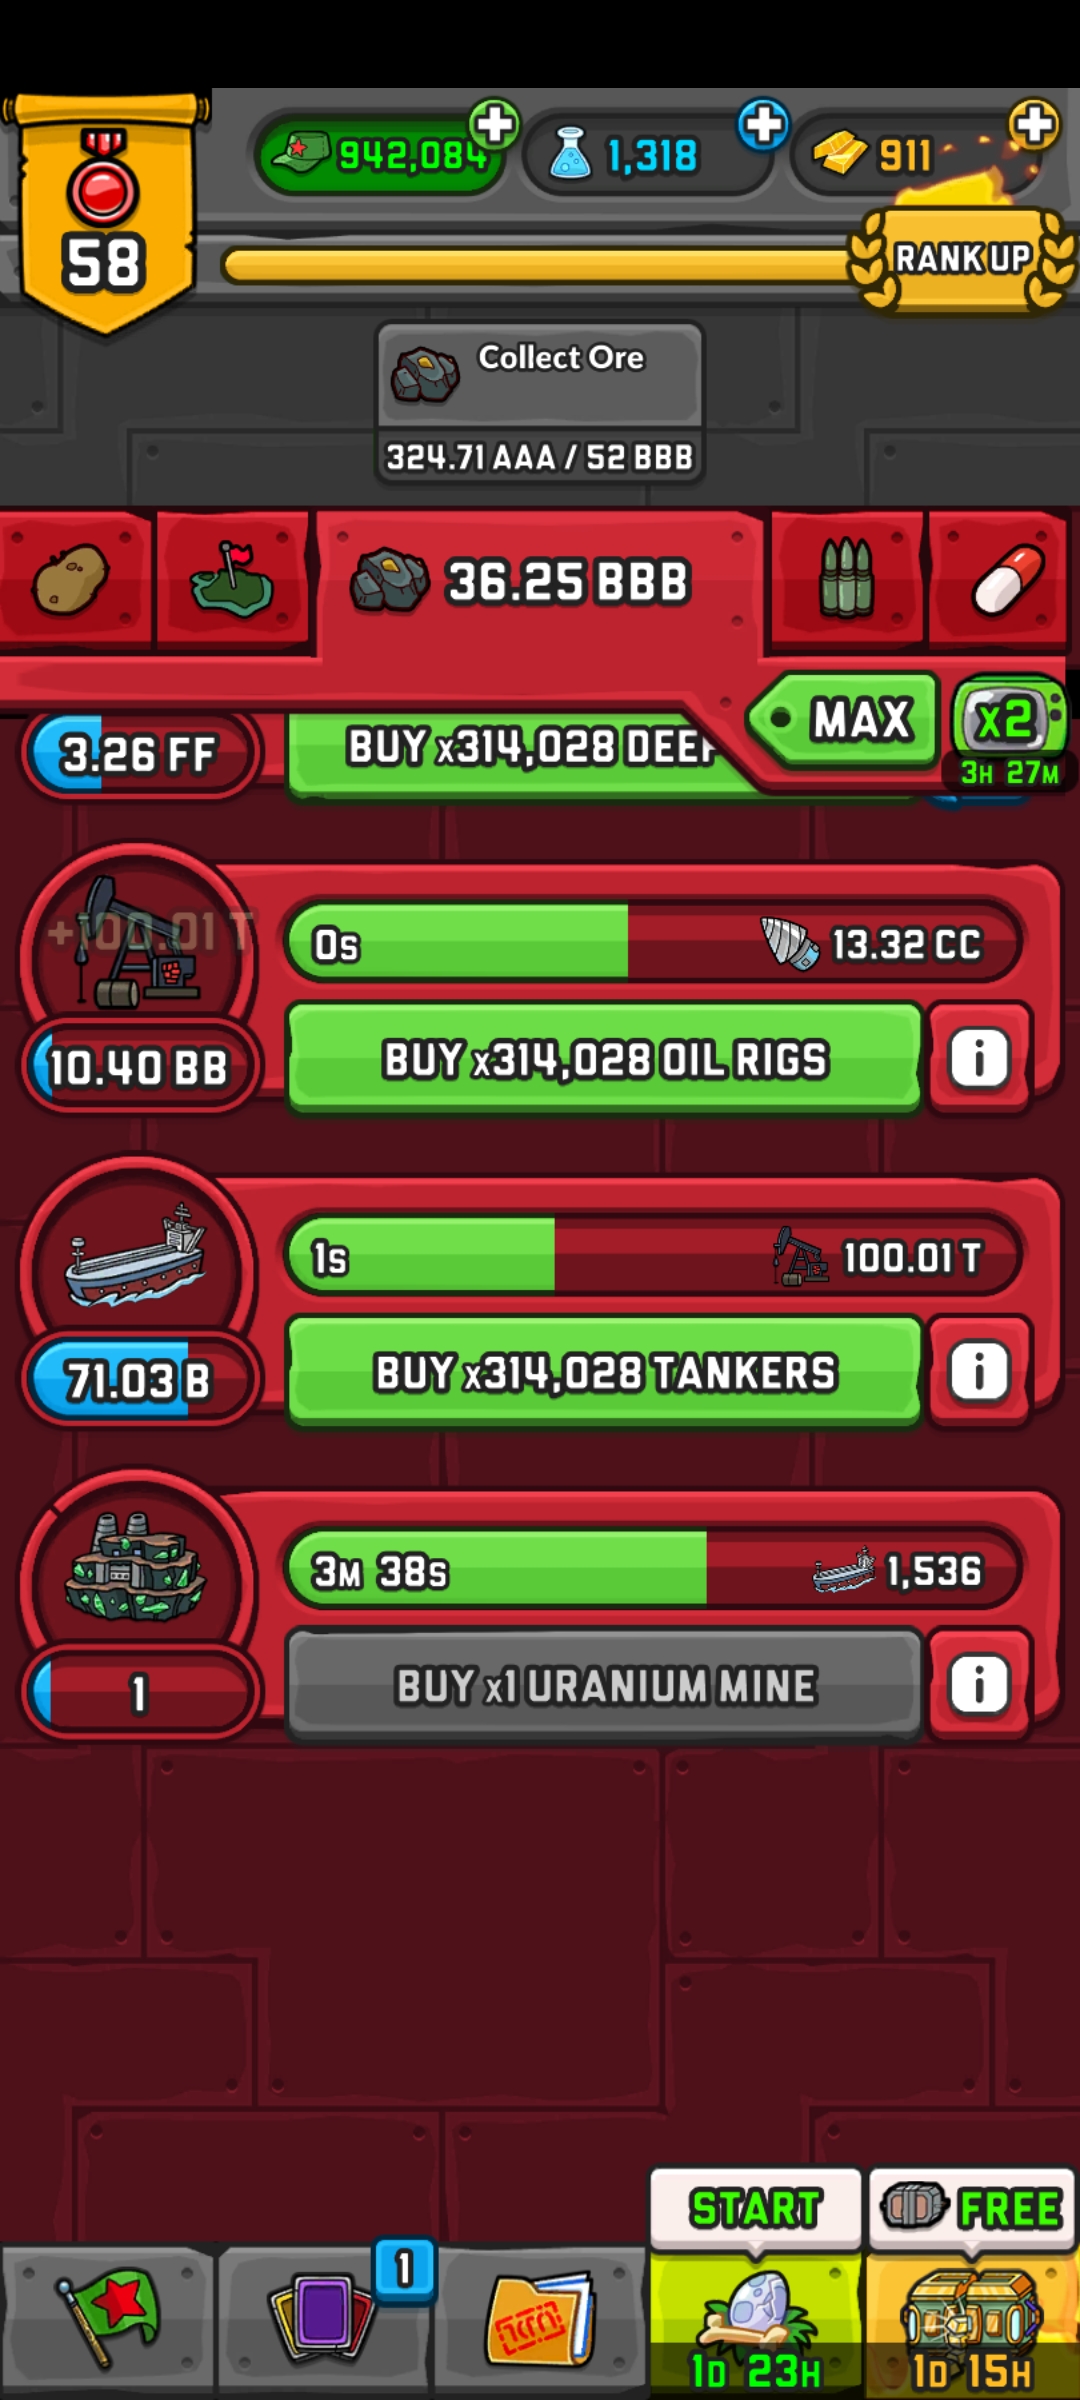 942,084
1,318
911
58
RANK UP
Collect Ore
324.71 AAA / 52 BBB
36.25 BBB
MAX
x2
3H 27M
3.26 FF
BUY x314,028 DEEP
+100.01 T
0s
13.32 CC
10.40 BB
BUY x314,028 OIL RIGS
i
1s
100.01 T
71.03 B
BUY x314,028 TANKERS
i
3M 38s
1,536
1
BUY x1 URANIUM MINE
i
START
FREE
1
1D 23H
1D 15H